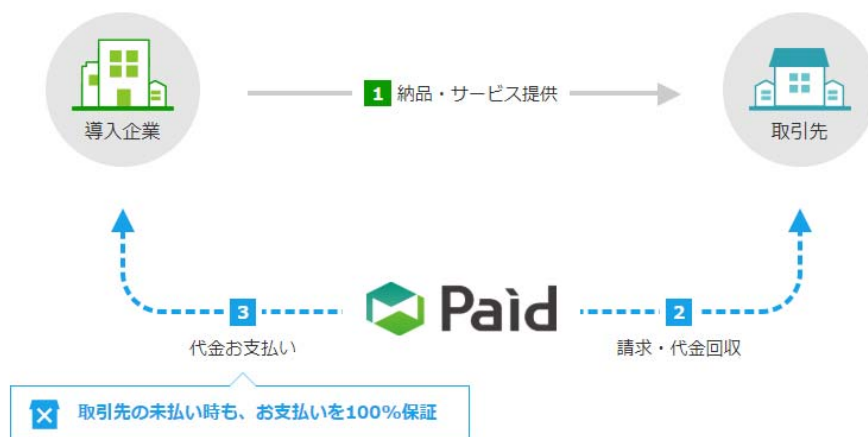 導入企業
1 納品・サービス提供
取引先
Paid
3
代金お支払い
2
請求・代金回収
取引先の未払い時も、お支払いを100%保証